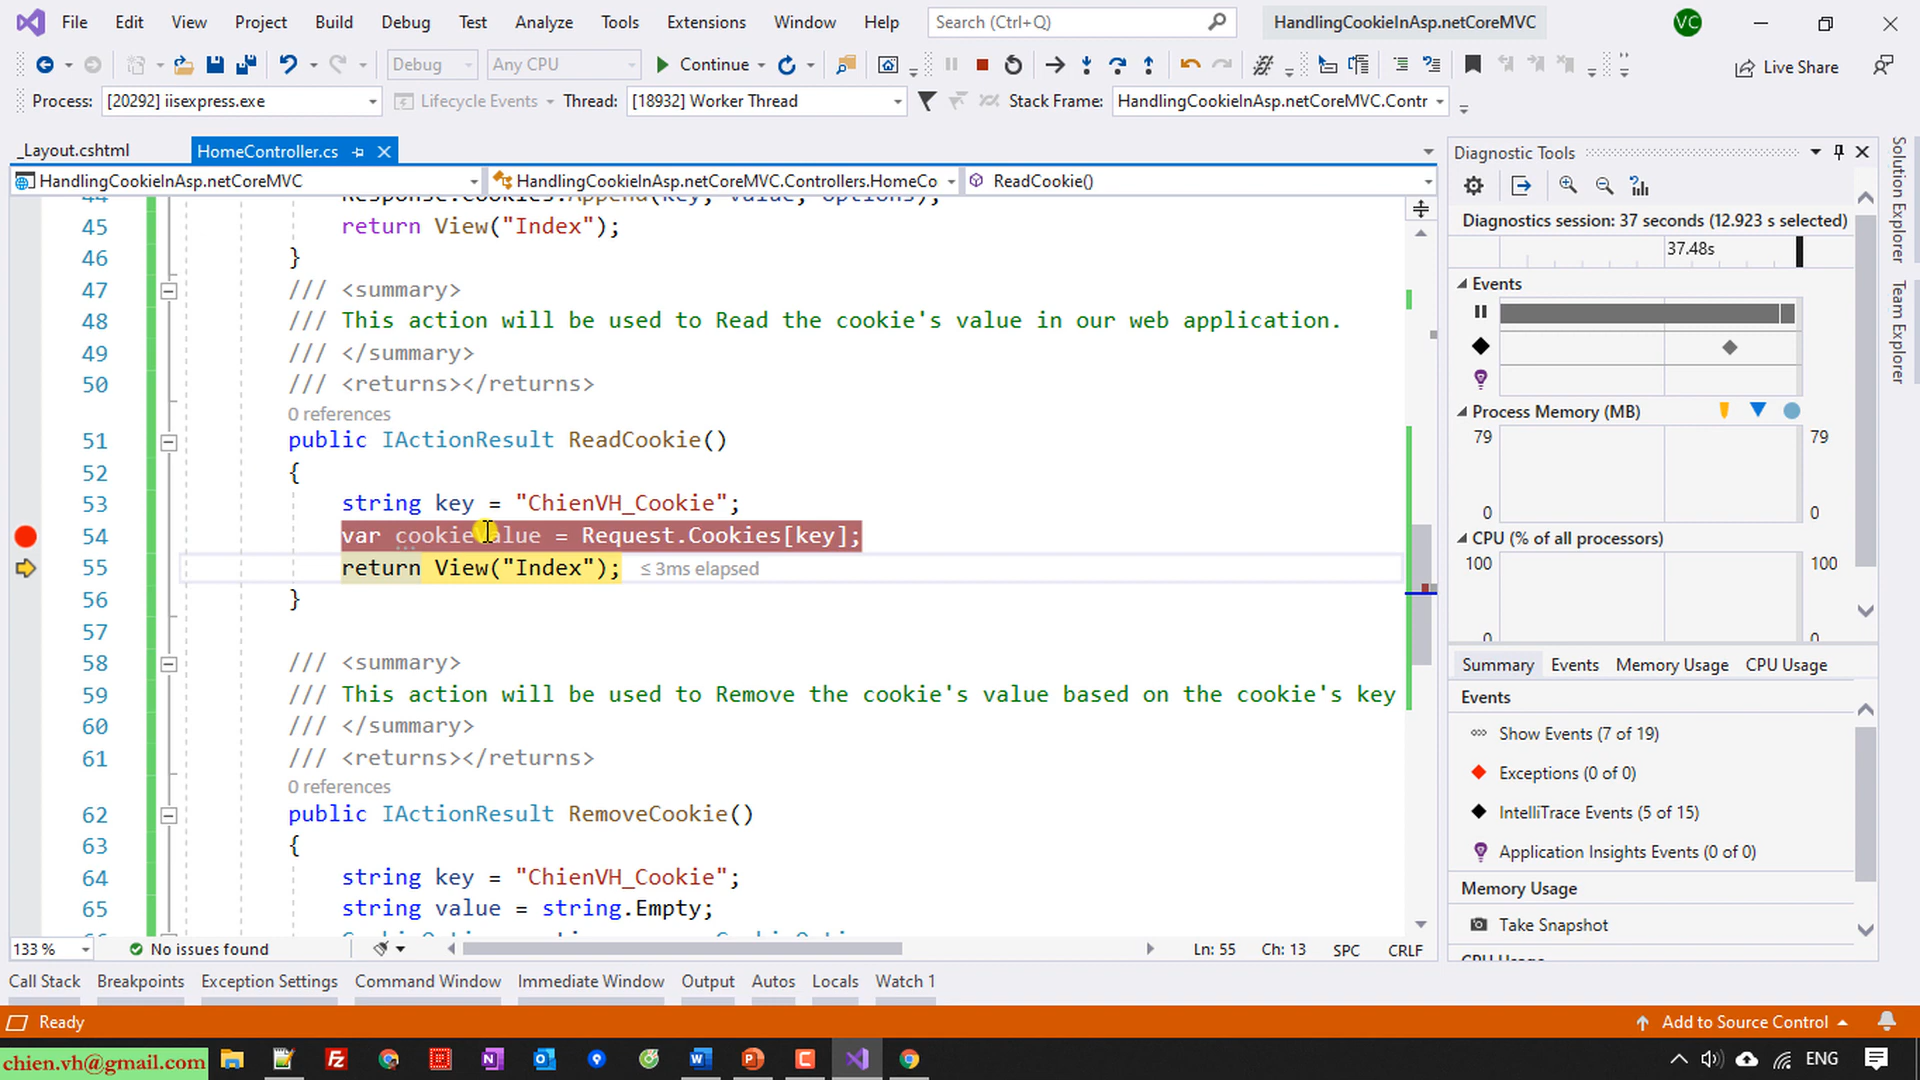 File Edit View Project Build Debug Test Analyze Tools Extensions Window Help Search (Ctrl+Q) HandlingCookieInAsp.netCoreMVC VC
Debug Any CPU Continue Live Share
Process: [20292] iisexpress.exe Lifecycle Events Thread: [18932] Worker Thread Stack Frame: HandlingCookieInAsp.netCoreMVC.Contr
_Layout.cshtml HomeController.cs
HandlingCookieInAsp.netCoreMVC HandlingCookieInAsp.netCoreMVC.Controllers.HomeCo ReadCookie()
44 Response.Cookies.Append(key, value, options);
45 return View("Index");
46 }
47 /// <summary>
48 /// This action will be used to Read the cookie's value in our web application.
49 /// </summary>
50 /// <returns></returns>
0 references
51 public IActionResult ReadCookie()
52 {
53 string key = "ChienVH_Cookie";
54 var cookieValue = Request.Cookies[key];
55 return View("Index"); ≤ 3ms elapsed
56 }
57
58 /// <summary>
59 /// This action will be used to Remove the cookie's value based on the cookie's key
60 /// </summary>
61 /// <returns></returns>
0 references
62 public IActionResult RemoveCookie()
63 {
64 string key = "ChienVH_Cookie";
65 string value = string.Empty;
133 % No issues found Ln: 55 Ch: 13 SPC CRLF
Diagnostic Tools
Diagnostics session: 37 seconds (12.923 s selected)
37.48s
Events
Process Memory (MB)
79 79
0 0
CPU (% of all processors)
100 100
0 0
Summary Events Memory Usage CPU Usage
Events
Show Events (7 of 19)
Exceptions (0 of 0)
IntelliTrace Events (5 of 15)
Application Insights Events (0 of 0)
Memory Usage
Take Snapshot
CPU Usage
Solution Explorer
Team Explorer
Call Stack Breakpoints Exception Settings Command Window Immediate Window Output Autos Locals Watch 1
Ready Add to Source Control
chien.vh@gmail.com ENG